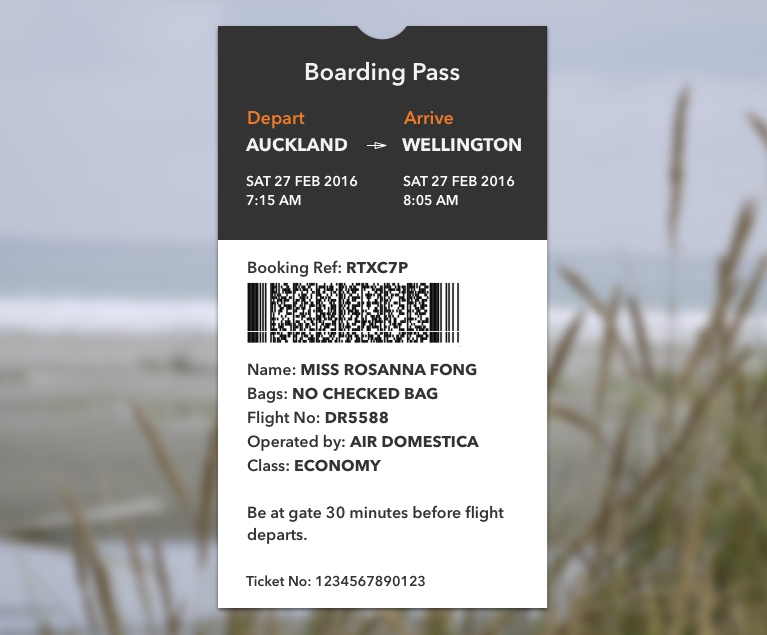 Boarding Pass
Depart Arrive
AUCKLAND WELLINGTON
SAT 27 FEB 2016 SAT 27 FEB 2016
7:15 AM 8:05 AM
Booking Ref: RTXC7P
Name: MISS ROSANNA FONG
Bags: NO CHECKED BAG
Flight No: DR5588
Operated by: AIR DOMESTICA
Class: ECONOMY
Be at gate 30 minutes before flight
departs.
Ticket No: 1234567890123